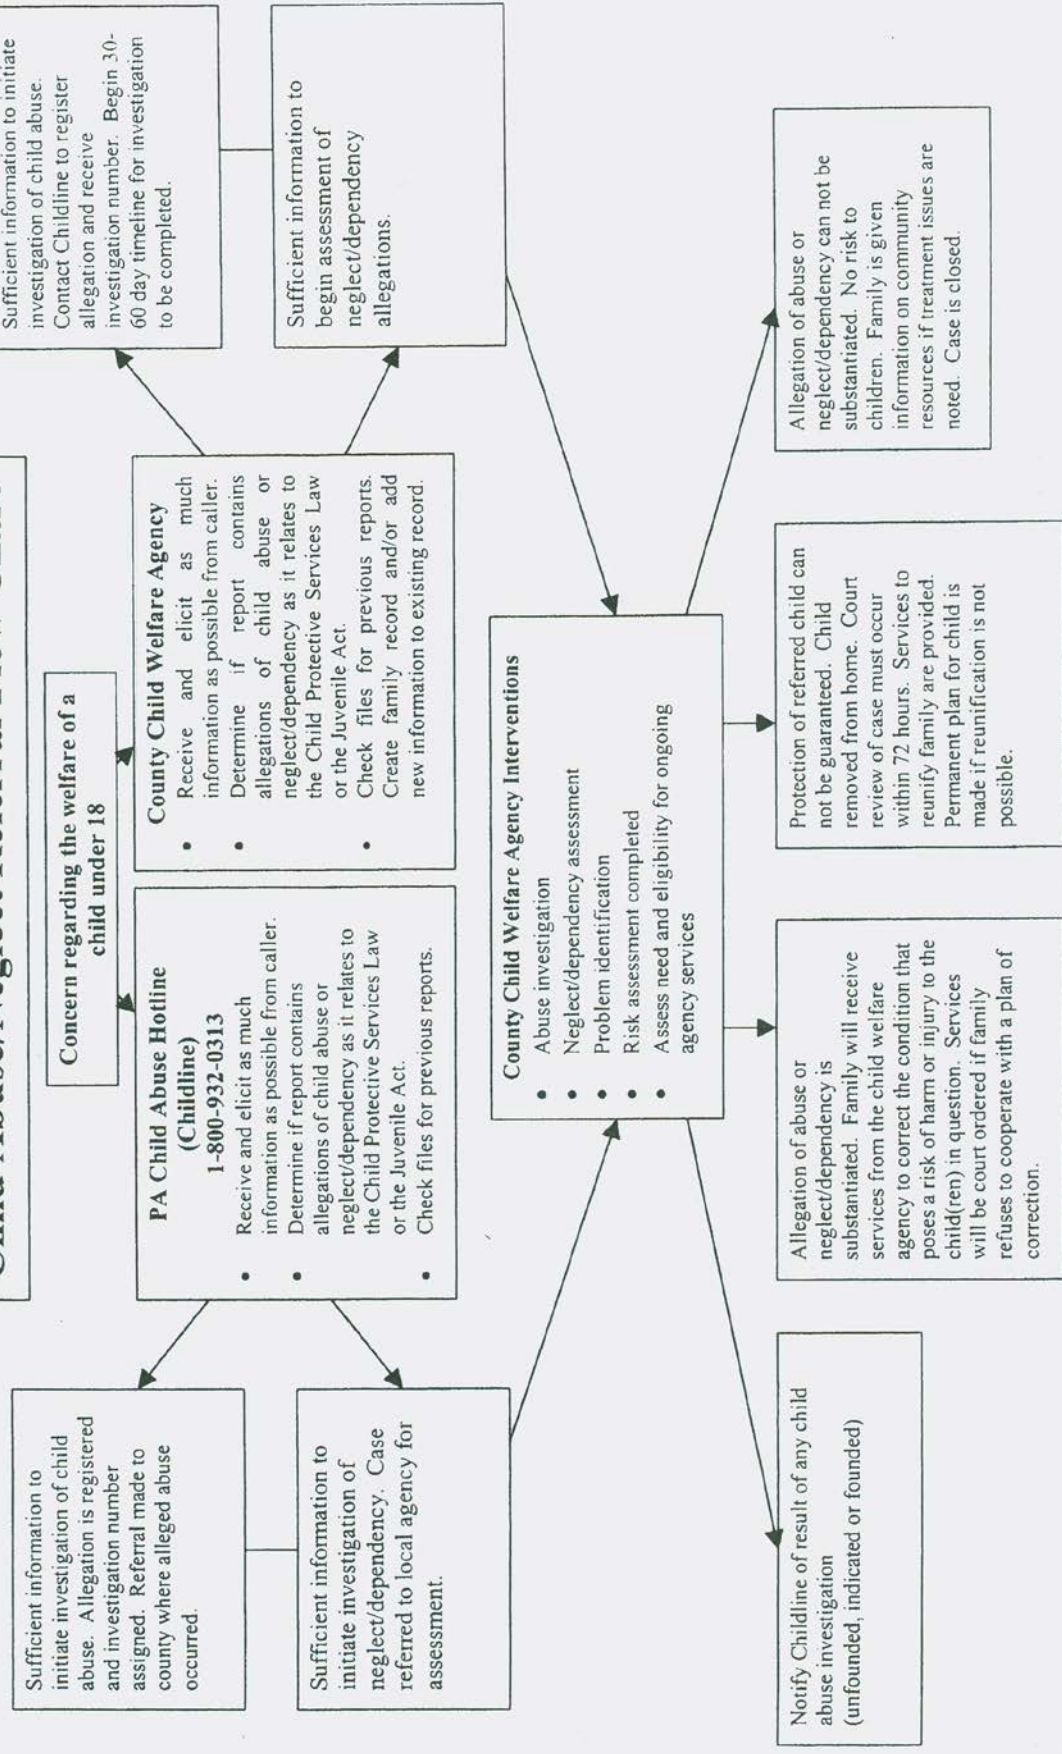 Child Abuse/Neglect Referral Flow Chart
Concern regarding the welfare of a
child under 18
Sufficient information to
initiate investigation of child
abuse. Allegation is registered
and investigation number
assigned. Referral made to
county where alleged abuse
occurred.
Sufficient information to
initiate investigation of
neglect/dependency. Case
referred to local agency for
assessment.
PA Child Abuse Hotline
(Childline)
1-800-932-0313
• Receive and elicit as much
information as possible from caller.
• Determine if report contains
allegations of child abuse or
neglect/dependency as it relates to
the Child Protective Services Law
or the Juvenile Act.
• Check files for previous reports.
County Child Welfare Agency
• Receive and elicit as much
information as possible from caller.
• Determine if report contains
allegations of child abuse or
neglect/dependency as it relates to
the Child Protective Services Law
or the Juvenile Act.
• Check files for previous reports.
Create family record and/or add
new information to existing record.
Sufficient information to initiate
investigation of child abuse.
Contact Childline to register
allegation and receive
investigation number. Begin 30-
60 day timeline for investigation
to be completed.
Sufficient information to
begin assessment of
neglect/dependency
allegations.
County Child Welfare Agency Interventions
• Abuse investigation
• Neglect/dependency assessment
• Problem identification
• Risk assessment completed
• Assess need and eligibility for ongoing
agency services
Notify Childline of result of any child
abuse investigation
(unfounded, indicated or founded)
Allegation of abuse or
neglect/dependency is
substantiated. Family will receive
services from the child welfare
agency to correct the condition that
poses a risk of harm or injury to the
child(ren) in question. Services
will be court ordered if family
refuses to cooperate with a plan of
correction.
Protection of referred child can
not be guaranteed. Child
removed from home. Court
review of case must occur
within 72 hours. Services to
reunify family are provided.
Permanent plan for child is
made if reunification is not
possible.
Allegation of abuse or
neglect/dependency can not be
substantiated. No risk to
children. Family is given
information on community
resources if treatment issues are
noted. Case is closed.